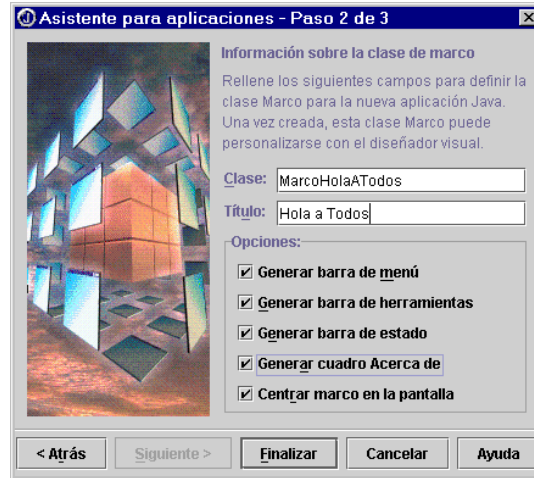 Asistente para aplicaciones - Paso 2 de 3
Información sobre la clase de marco
Rellene los siguientes campos para definir la
clase Marco para la nueva aplicación Java.
Una vez creada, esta clase Marco puede
personalizarse con el diseñador visual.
Clase: MarcoHolaATodos
Título: Hola a Todos
Opciones:
Generar barra de menú
Generar barra de herramientas
Generar barra de estado
Generar cuadro Acerca de
Centrar marco en la pantalla
< Atrás Siguiente > Finalizar Cancelar Ayuda